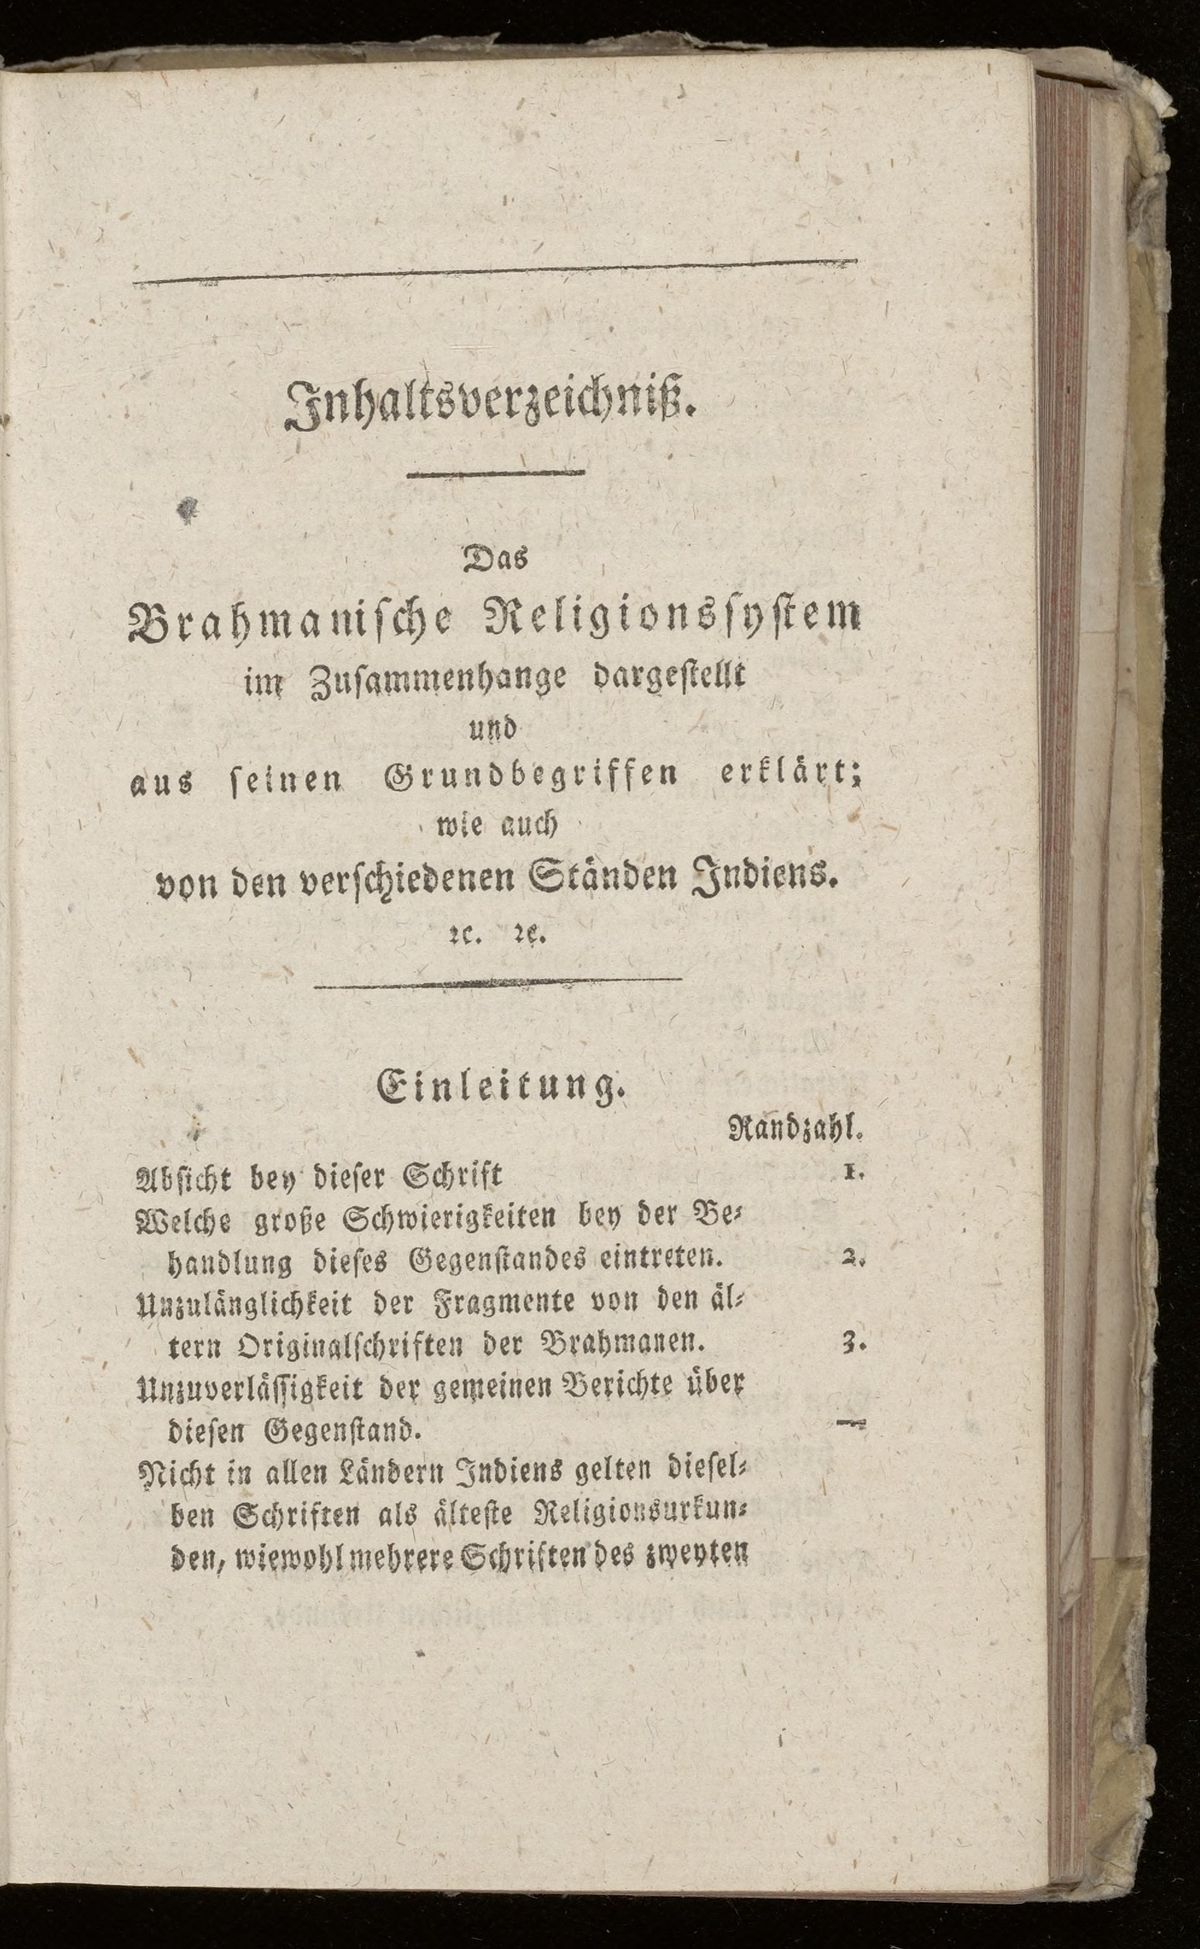 Inhaltsverzeichniß.
Das
Brahmaniſche Religionsſyſtem
im Zuſammenhange dargeſtellt
und
aus ſeinen Grundbegriffen erklärt;
wie auch
von den verſchiedenen Ständen Indiens.
ꝛc. ꝛc.
Einleitung.
Randzahl.
Abſicht bey dieſer Schrift 1.
Welche große Schwierigkeiten bey der Be⸗
handlung dieſes Gegenſtandes eintreten. 2.
Unzulänglichkeit der Fragmente von den äl⸗
tern Originalſchriften der Brahmanen. 3.
Unzuverläſſigkeit der gemeinen Berichte über
dieſen Gegenſtand. —
Nicht in allen Ländern Indiens gelten dieſel⸗
ben Schriften als älteſte Religionsurkun⸗
den, wiewohl mehrere Schriften des zweyten